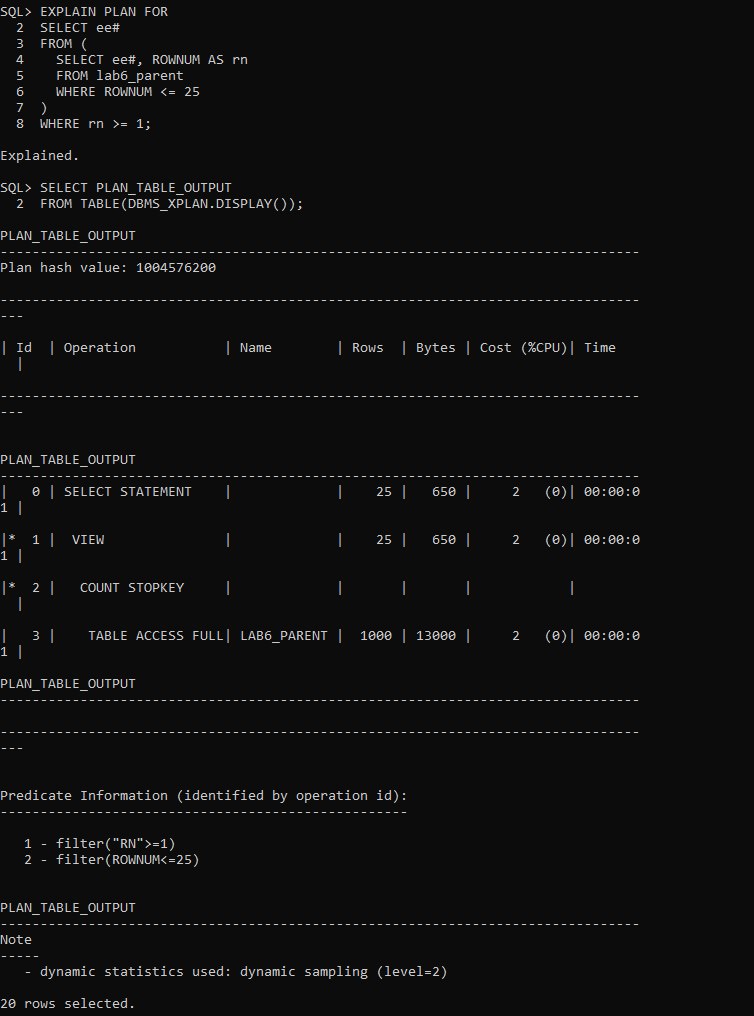 SQL> EXPLAIN PLAN FOR
  2  SELECT ee#
  3  FROM (
  4    SELECT ee#, ROWNUM AS rn
  5    FROM lab6_parent
  6    WHERE ROWNUM <= 25
  7  )
  8  WHERE rn >= 1;

Explained.

SQL> SELECT PLAN_TABLE_OUTPUT
  2  FROM TABLE(DBMS_XPLAN.DISPLAY());

PLAN_TABLE_OUTPUT
--------------------------------------------------------------------------------
Plan hash value: 1004576200

--------------------------------------------------------------------------------
---

| Id  | Operation           | Name        | Rows  | Bytes | Cost (%CPU)| Time
  |

--------------------------------------------------------------------------------
---


PLAN_TABLE_OUTPUT
--------------------------------------------------------------------------------
|   0 | SELECT STATEMENT    |             |    25 |   650 |     2   (0)| 00:00:0
1 |

|*  1 |  VIEW               |             |    25 |   650 |     2   (0)| 00:00:0
1 |

|*  2 |   COUNT STOPKEY     |             |       |       |            |
  |

|   3 |    TABLE ACCESS FULL| LAB6_PARENT |  1000 | 13000 |     2   (0)| 00:00:0
1 |

PLAN_TABLE_OUTPUT
--------------------------------------------------------------------------------

--------------------------------------------------------------------------------
---


Predicate Information (identified by operation id):
---------------------------------------------------

   1 - filter("RN">=1)
   2 - filter(ROWNUM<=25)


PLAN_TABLE_OUTPUT
--------------------------------------------------------------------------------
Note
-----
   - dynamic statistics used: dynamic sampling (level=2)

20 rows selected.